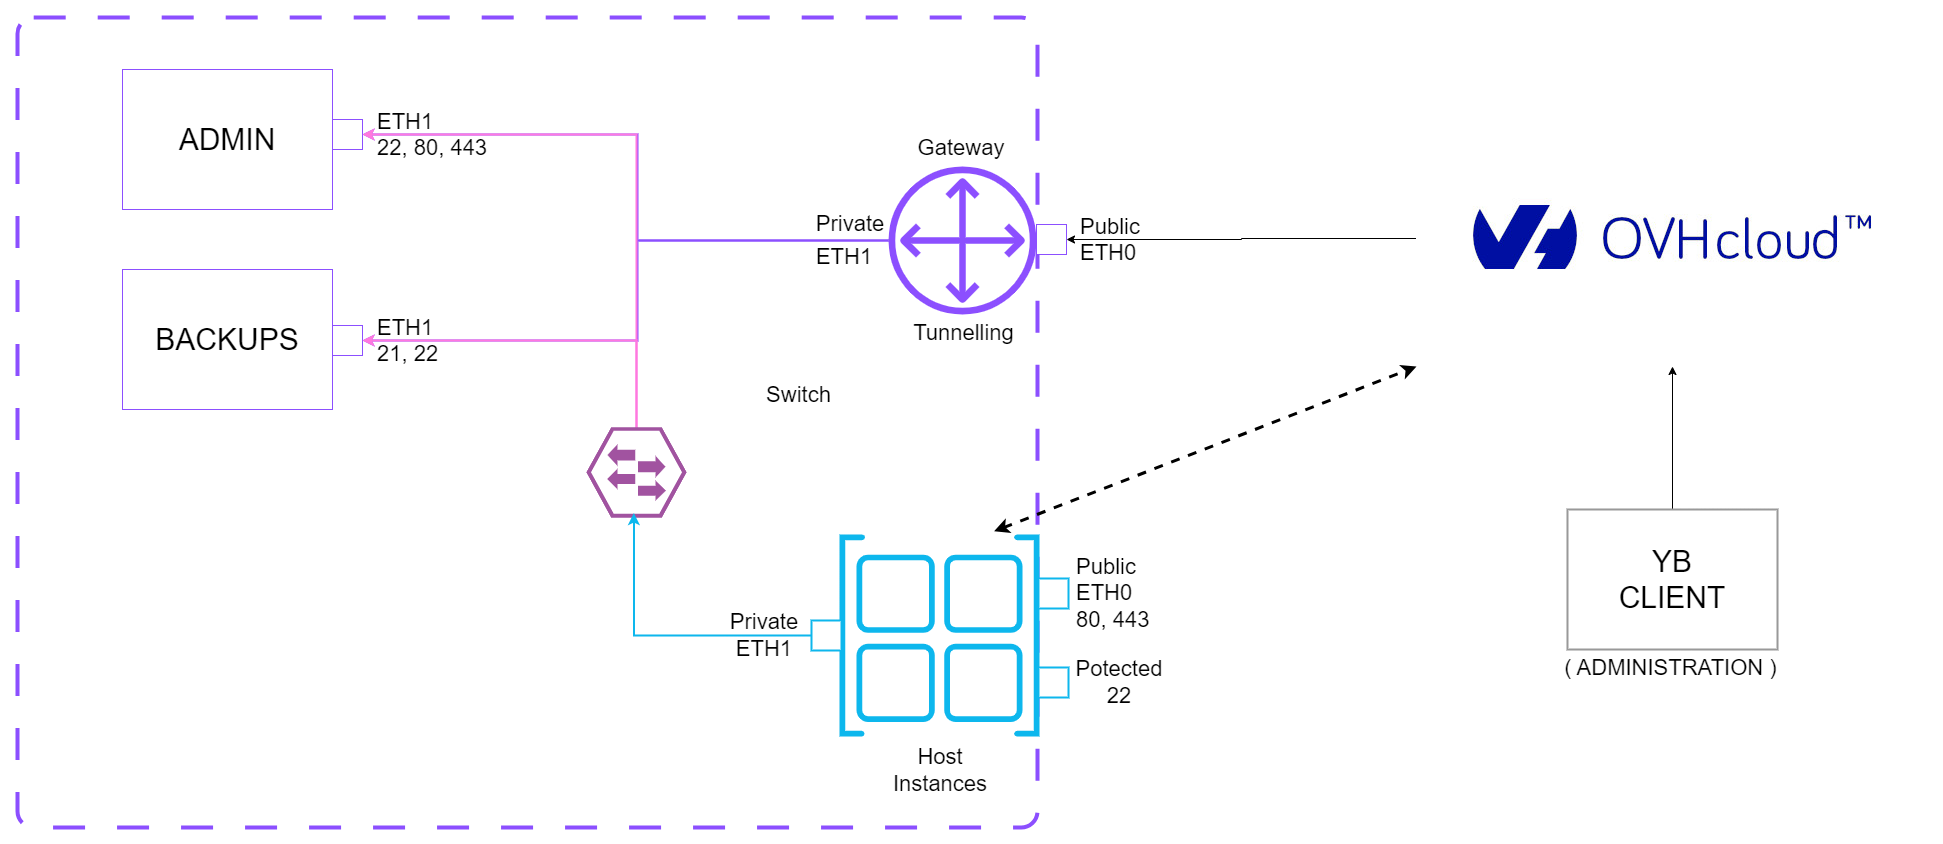 ADMIN
ETH1
22, 80, 443
BACKUPS
ETH1
21, 22
Gateway
Private
ETH1
Tunnelling
Public
ETH0
OVHcloud™
Switch
Private
ETH1
Public
ETH0
80, 443
Potected
22
Host
Instances
YB
CLIENT
( ADMINISTRATION )